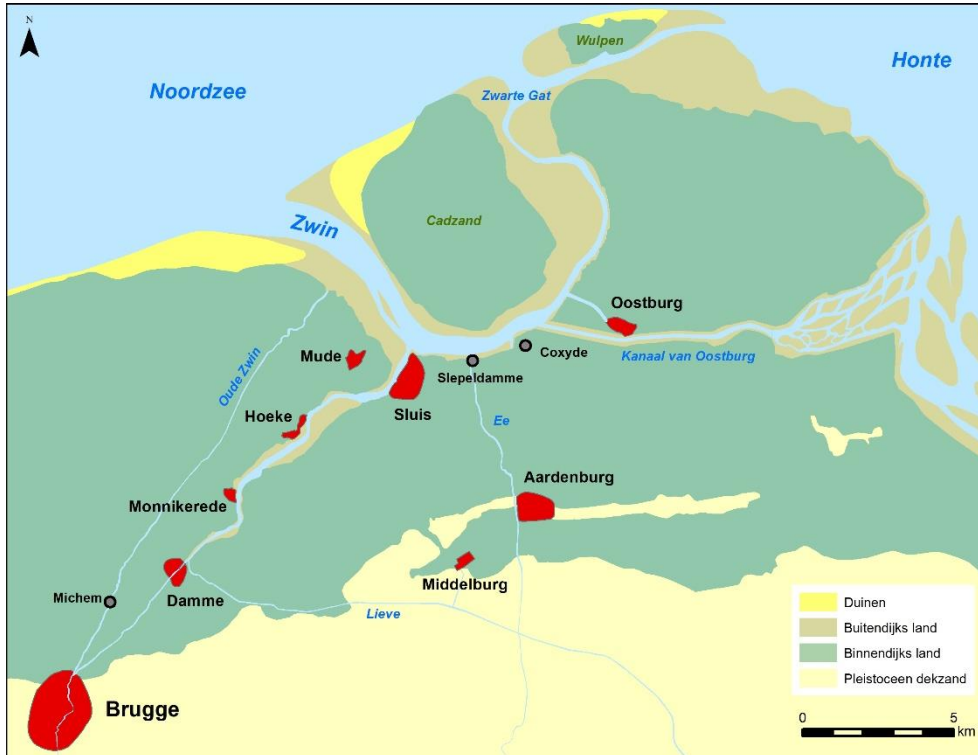 N
Noordzee
Wulpen
Honte
Zwarte Gat
Zwin
Cadzand
Oostburg
Mude
Coxyde
Kanaal van Oostburg
Slepeldamme
Oude Zwin
Sluis
Hoeke
Ee
Aardenburg
Monnikerede
Middelburg
Michem
Damme
Lieve
Brugge
Duinen
Buitendijks land
Binnendijks land
Pleistoceen dekzand
0 5
km